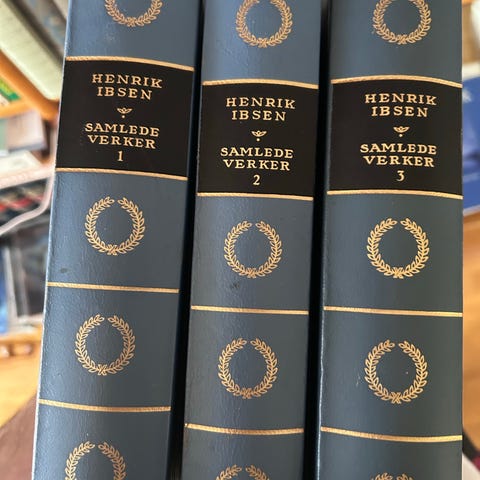 HENRIK
IBSEN
SAMLEDE
VERKER
1
HENRIK
IBSEN
SAMLEDE
VERKER
2
HENRIK
IBSEN
SAMLEDE
VERKER
3